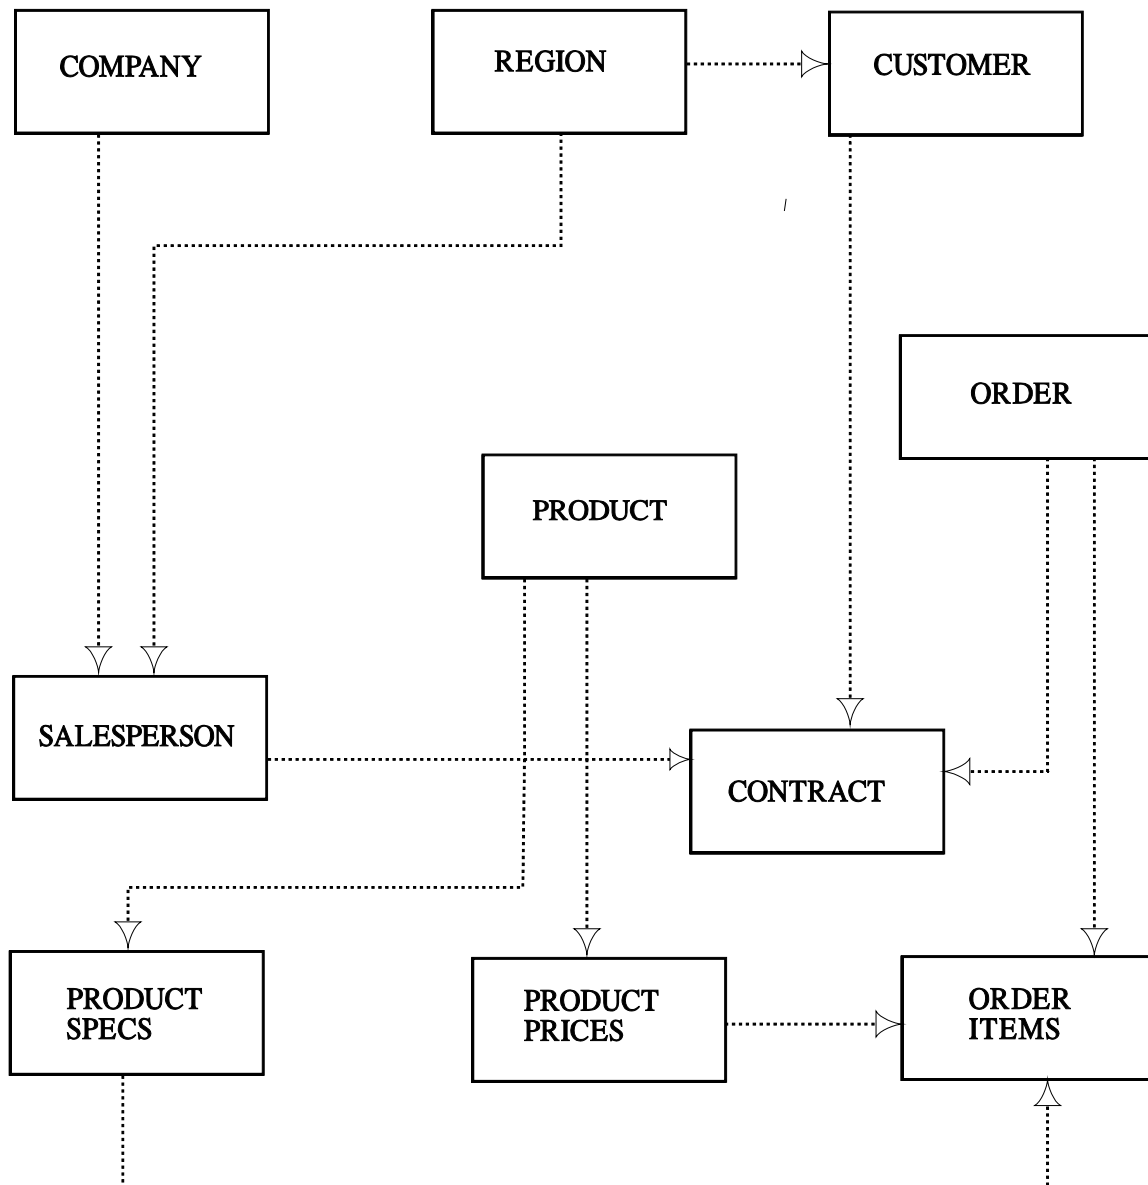 COMPANY
REGION
CUSTOMER
ORDER
PRODUCT
SALESPERSON
CONTRACT
PRODUCT
SPECS
PRODUCT
PRICES
ORDER
ITEMS